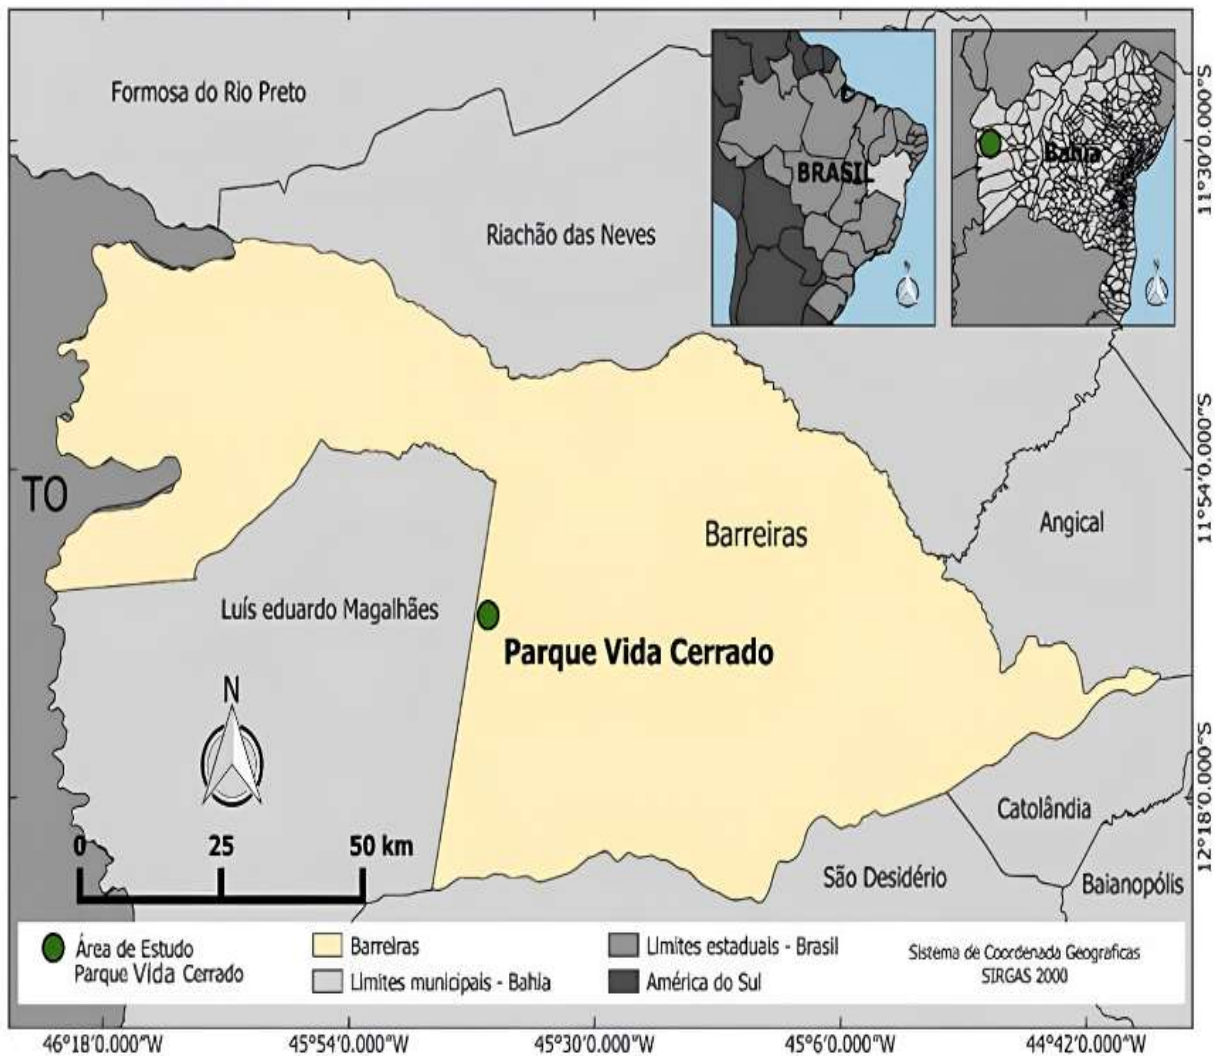 Formosa do Rio Preto
BRASIL
Bahia
N
N
11°30'0.000"S
Riachão das Neves
11°54'0.000"S
TO
Barreiras
Angical
Luís eduardo Magalhães
Parque Vida Cerrado
N
12°18'0.000"S
Catolândia
0 25 50 km
São Desidério
Baianopólis
Área de Estudo
Parque Vida Cerrado
Barreiras
Limites municipais - Bahia
Limites estaduais - Brasil
América do Sul
Sistema de Coordenada Geograficas
SIRGAS 2000
46°18'0.000"W 45°54'0.000"W 45°30'0.000"W 45°6'0.000"W 44°42'0.000"W